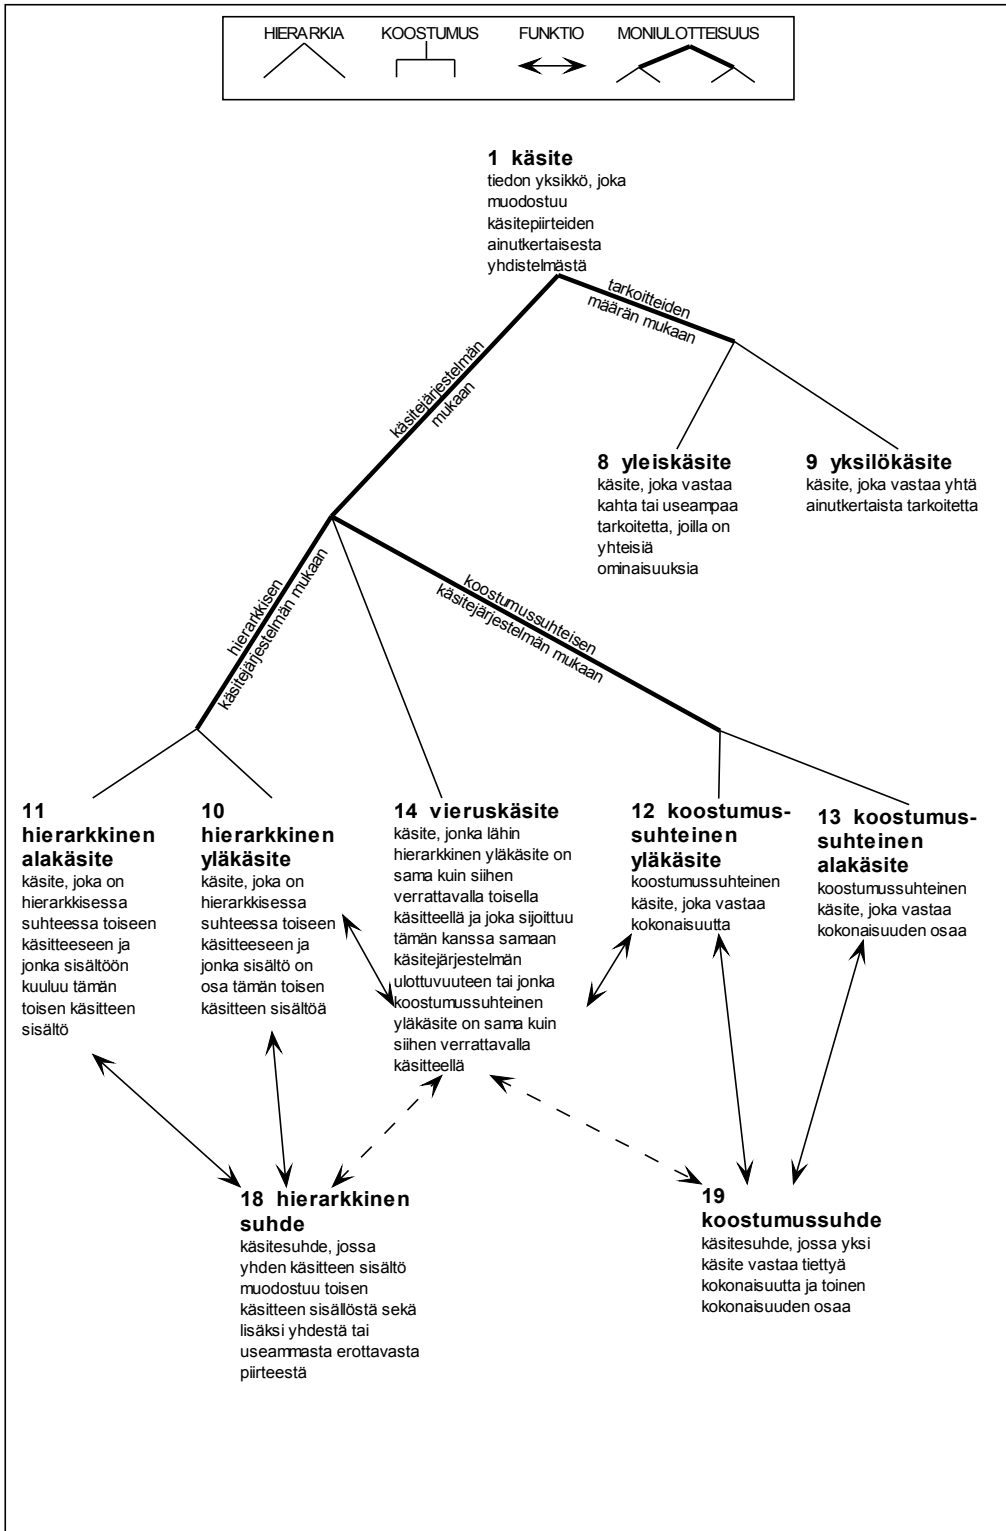 HIERARKIA KOOSTUMUS FUNKTIO MONIULOTTEISUUS
1 käsite
tiedon yksikkö, joka
muodostuu
käsitepiirteiden
ainutkertaisesta
yhdistelmästä
tarkoitteiden
määrän mukaan
käsitejärjestelmän
mukaan
8 yleiskäsite
käsite, joka vastaa
kahta tai useampaa
tarkoitetta, joilla on
yhteisiä
ominaisuuksia
9 yksilökäsite
käsite, joka vastaa yhtä
ainutkertaista tarkoitetta
hierarkkisen
käsitejärjestelmän mukaan
koostumussuhteisen
käsitejärjestelmän mukaan
11
hierarkkinen
alakäsite
käsite, joka on
hierarkkisessa
suhteessa toiseen
käsitteeseen ja
jonka sisältöön
kuuluu tämän
toisen käsitteen
sisältö
10
hierarkkinen
yläkäsite
käsite, joka on
hierarkkisessa
suhteessa toiseen
käsitteeseen ja
jonka sisältö on
osa tämän toisen
käsitteen sisältöä
14 vieruskäsite
käsite, jonka lähin
hierarkkinen yläkäsite on
sama kuin siihen
verrattavalla toisella
käsitteellä ja joka sijoittuu
tämän kanssa samaan
käsitejärjestelmän
ulottuvuuteen tai jonka
koostumussuhteinen
yläkäsite on sama kuin
siihen verrattavalla
käsitteellä
12 koostumus-
suhteinen
yläkäsite
koostumussuhteinen
käsite, joka vastaa
kokonaisuutta
13 koostumus-
suhteinen
alakäsite
koostumussuhteinen
käsite, joka vastaa
kokonaisuuden osaa
18 hierarkkinen
suhde
käsitesuhde, jossa
yhden käsitteen sisältö
muodostuu toisen
käsitteen sisällöstä sekä
lisäksi yhdestä tai
useammasta erottavasta
piirteestä
19
koostumussuhde
käsitesuhde, jossa yksi
käsite vastaa tiettyä
kokonaisuutta ja toinen
kokonaisuuden osaa